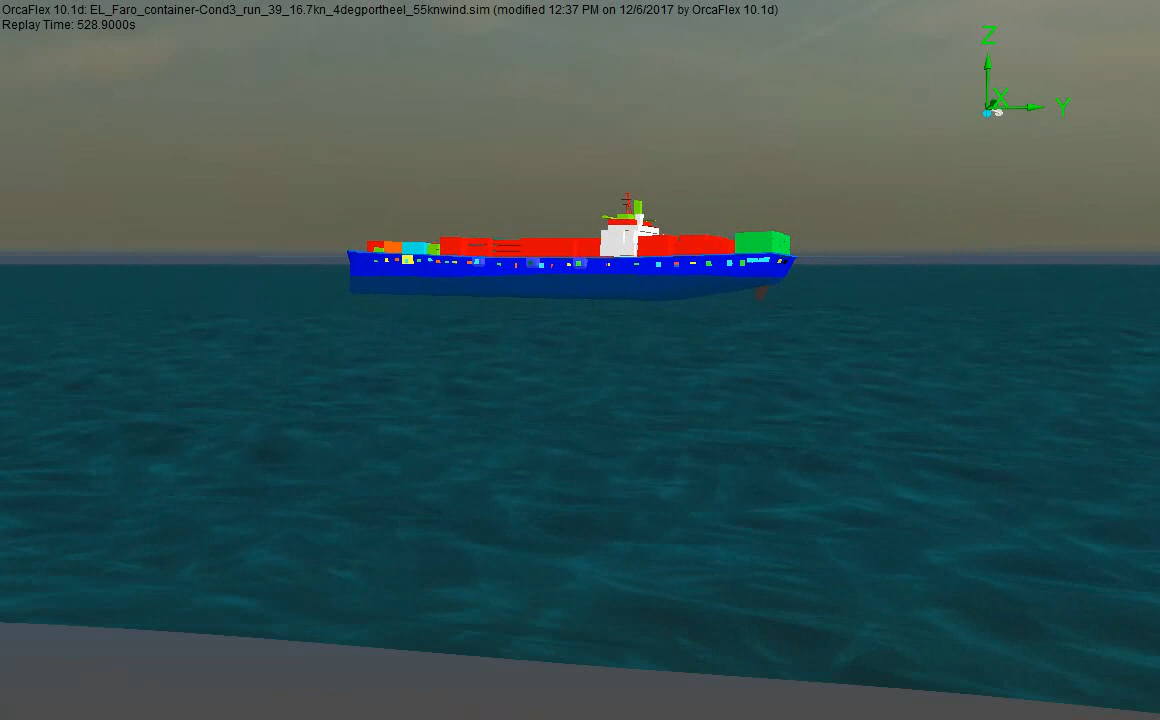 OrcaFlex 10.1d: EL_Faro_container-Cond3_run_39_16.7kn_4degportheel_55knwind.sim (modified 12:37 PM on 12/6/2017 by OrcaFlex 10.1d)
Replay Time: 528.9000s
Z
X
Y